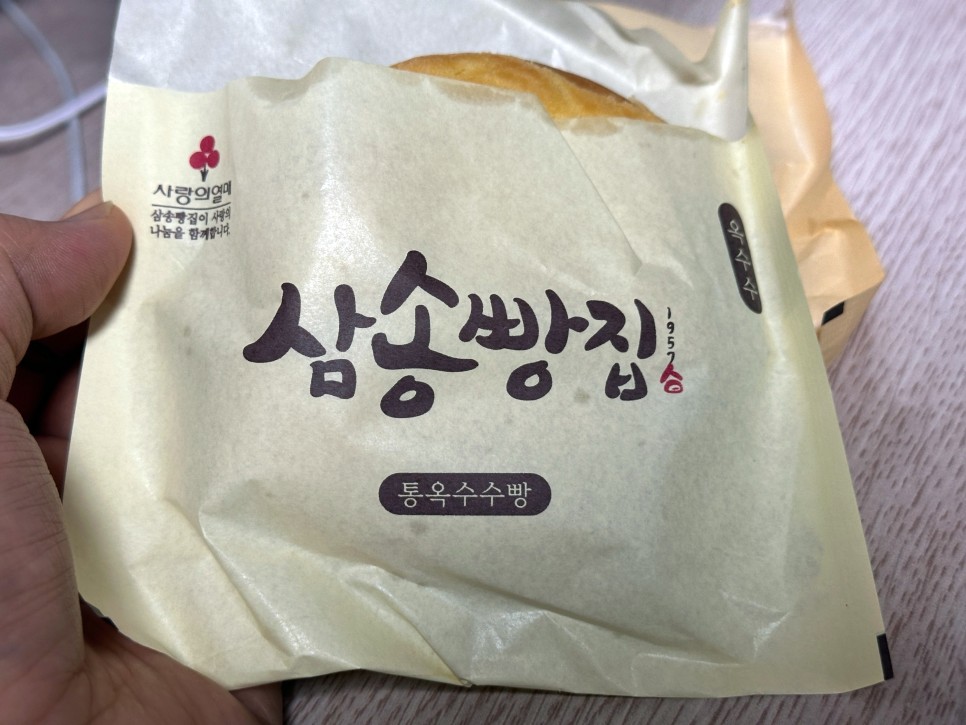 사랑의열매
삼송빵집이 사랑의
나눔을 함께합니다.
옥수수
삼송빵집
1957
통옥수수빵